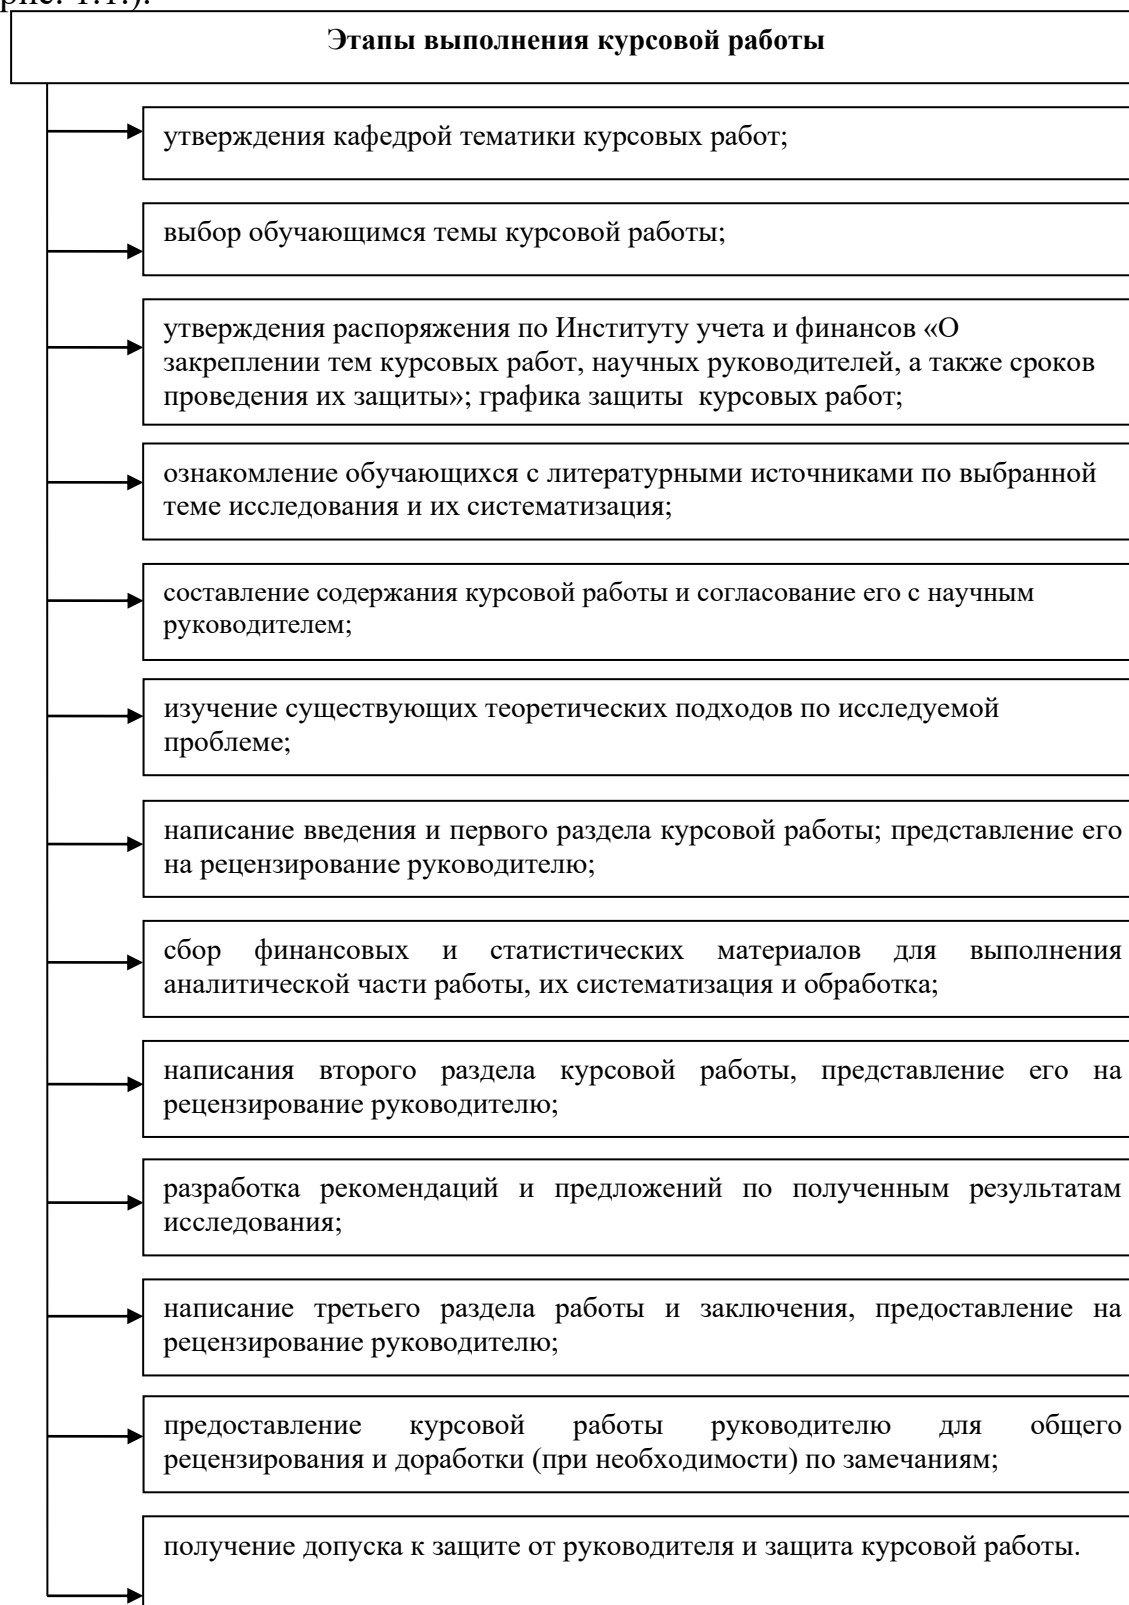 рис. 1.1.).
Этапы выполнения курсовой работы
утверждения кафедрой тематики курсовых работ;
выбор обучающимся темы курсовой работы;
утверждения распоряжения по Институту учета и финансов «О
закреплении тем курсовых работ, научных руководителей, а также сроков
проведения их защиты»; графика защиты курсовых работ;
ознакомление обучающихся с литературными источниками по выбранной
теме исследования и их систематизация;
составление содержания курсовой работы и согласование его с научным
руководителем;
изучение существующих теоретических подходов по исследуемой
проблеме;
написание введения и первого раздела курсовой работы; представление его
на рецензирование руководителю;
сбор финансовых и статистических материалов для выполнения
аналитической части работы, их систематизация и обработка;
написания второго раздела курсовой работы, представление его на
рецензирование руководителю;
разработка рекомендаций и предложений по полученным результатам
исследования;
написание третьего раздела работы и заключения, предоставление на
рецензирование руководителю;
предоставление курсовой работы руководителю для общего
рецензирования и доработки (при необходимости) по замечаниям;
получение допуска к защите от руководителя и защита курсовой работы.